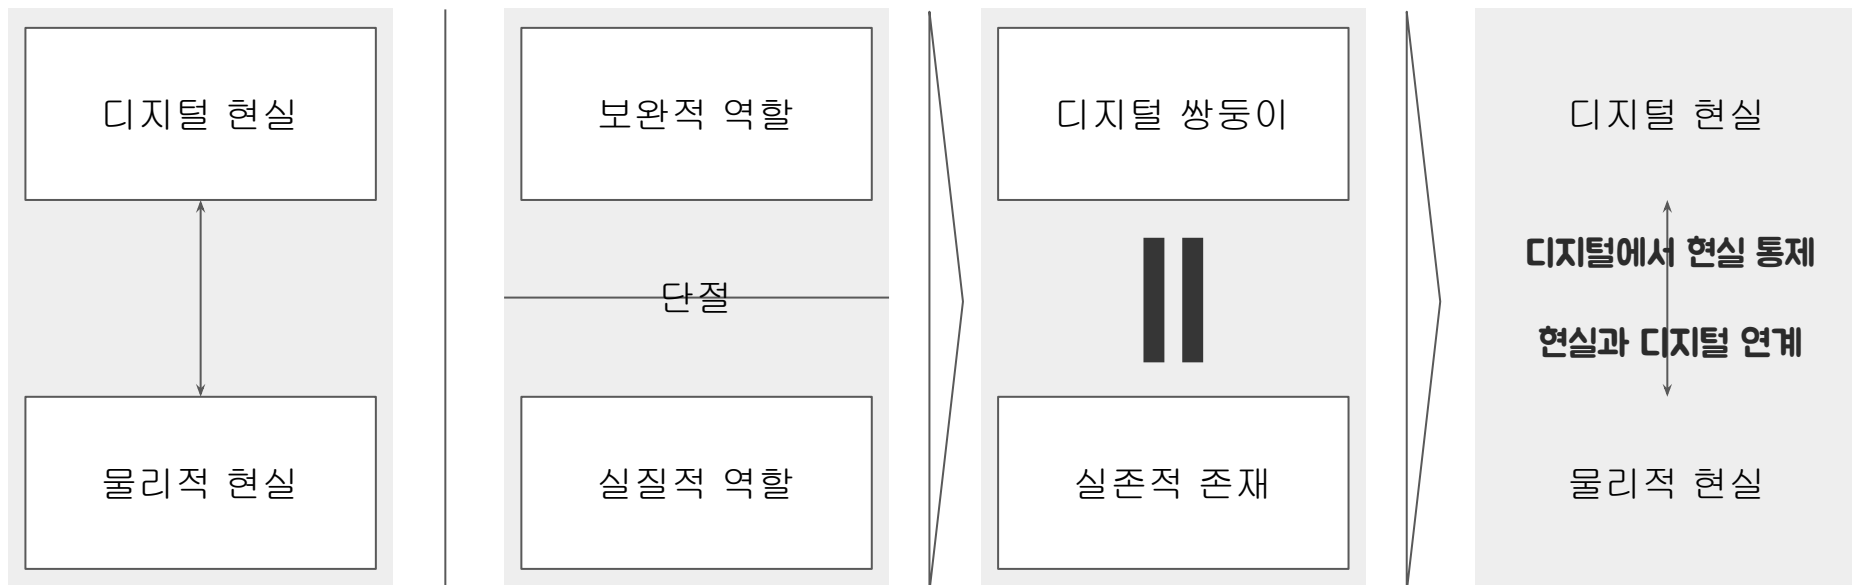 디지털 현실
물리적 현실
보완적 역할
단절
실질적 역할
디지털 쌍둥이
실존적 존재
디지털 현실
디지털에서 현실 통제
현실과 디지털 연계
물리적 현실